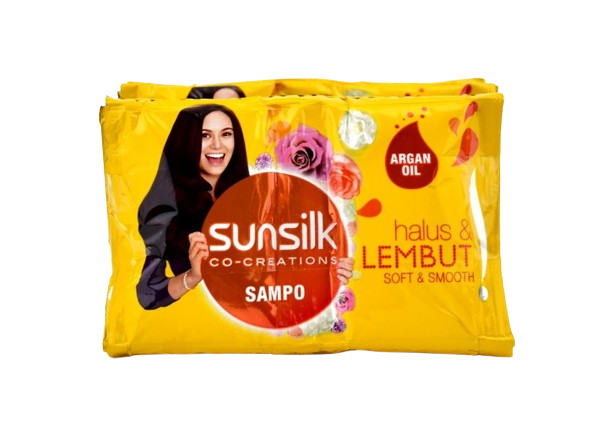 ARGAN
OIL
sunsilk
CO-CREATIONS
SAMPO
halus &
LEMBUT
SOFT & SMOOTH